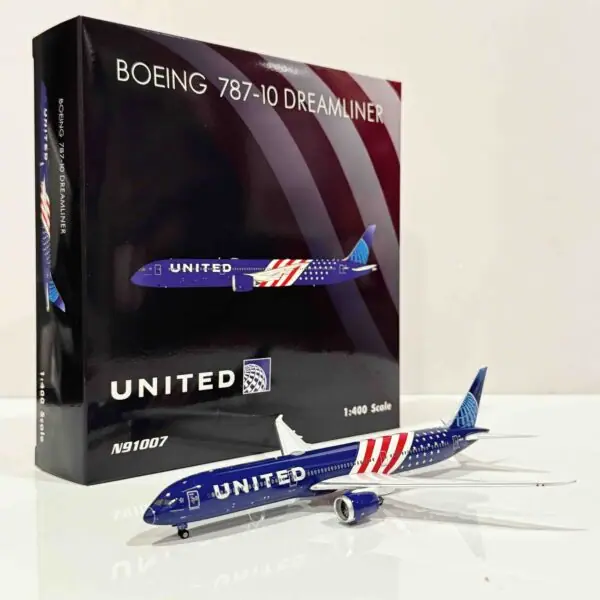 BOEING 787-10 DREAMLINER
BOEING 787-10 DREAMLINER
UNITED
UNITED
UNITED
1:400 Scale
1:400 Scale
N91007
UNITED